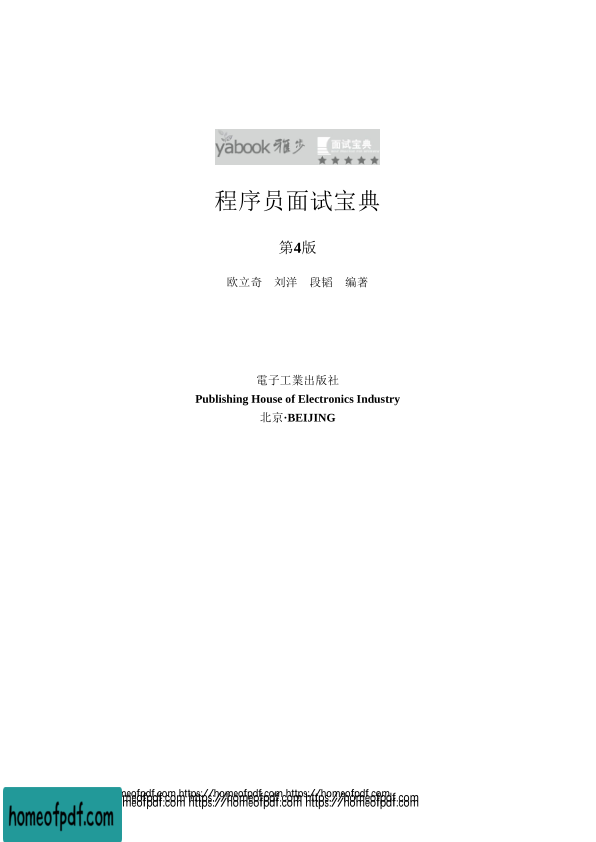 yabook 雅步 面试宝典
程序员面试宝典
第4版
欧立奇 刘洋 段韬 编著
電子工業出版社
Publishing House of Electronics Industry
北京·BEIJING
meofpdf.com https://homeofpdf.com https://homeofpdf.com
meofpdf.com https://homeofpdf.com https://homeofpdf.com
homeofpdf.com